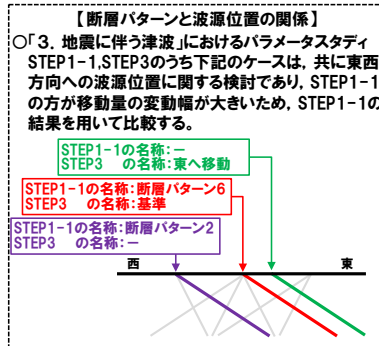 【断層パターンと波源位置の関係】
○「3. 地震に伴う津波」におけるパラメータスタディ
STEP1-1,STEP3のうち下記のケースは, 共に東西
方向への波源位置に関する検討であり, STEP1-1
の方が移動量の変動幅が大きいため, STEP1-1の
結果を用いて比較する。
STEP1-1の名称:－
STEP3 の名称:東へ移動
STEP1-1の名称:断層パターン6
STEP3 の名称:基準
STEP1-1の名称:断層パターン2
STEP3 の名称:－
西 東